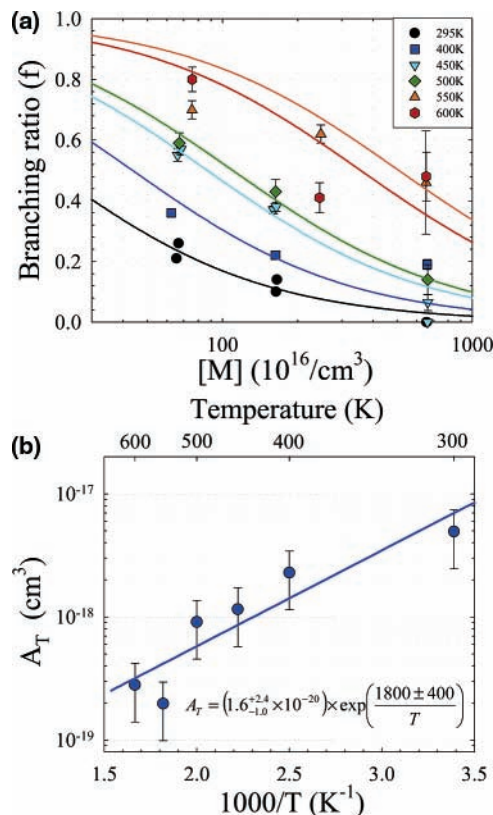 (a)
1.0
0.8
0.6
0.4
0.2
0.0
Branching ratio (f)
295K
400K
450K
500K
550K
600K
100 1000
[M] (10^16/cm^3)
Temperature (K)
(b)
600 500 400 300
10^-17
10^-18
10^-19
A_T (cm^3)
A_T = (1.6^{+2.4}_{-1.0} × 10^-20) × exp((1800 ± 400)/T)
1.5 2.0 2.5 3.0 3.5
1000/T (K^-1)